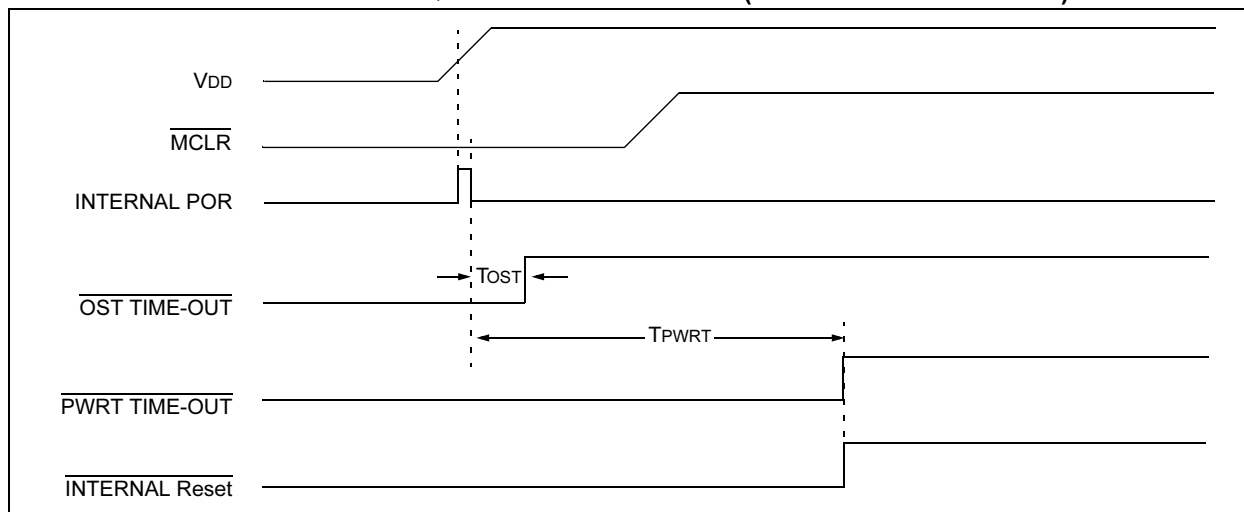 VDD
MCLR
INTERNAL POR
TOST
OST TIME-OUT
TPWRT
PWRT TIME-OUT
INTERNAL Reset